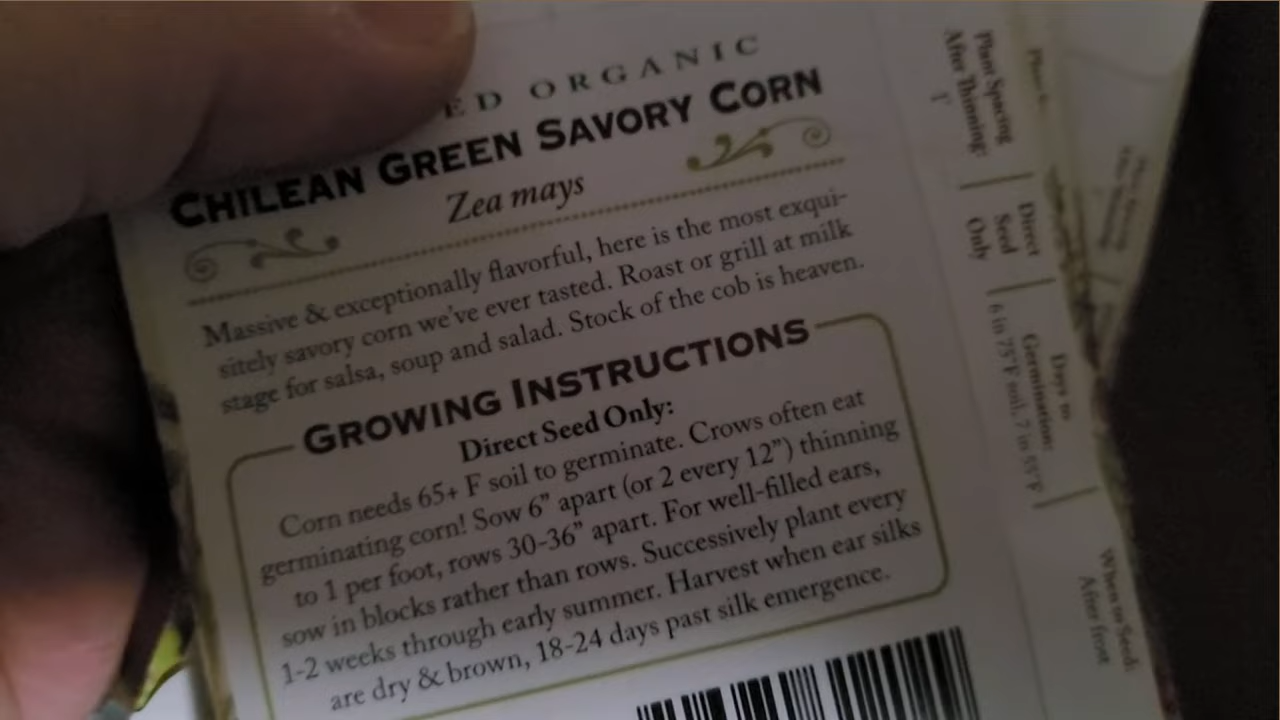 ED ORGANIC
CHILEAN GREEN SAVORY CORN
Zea mays
Massive & exceptionally flavorful, here is the most exqui-
sitely savory corn we've ever tasted. Roast or grill at milk
stage for salsa, soup and salad. Stock of the cob is heaven.
GROWING INSTRUCTIONS
Direct Seed Only:
Corn needs 65+ F soil to germinate. Crows often eat
germinating corn! Sow 6" apart (or 2 every 12") thinning
to 1 per foot, rows 30-36" apart. For well-filled ears,
sow in blocks rather than rows. Successively plant every
1-2 weeks through early summer. Harvest when ear silks
are dry & brown, 18-24 days past silk emergence.
Plant Spacing
After Thinning:
1'
Direct
Seed
Only
Days to
Germination:
6 in 75°F soil, 7 in
When to Seed:
After frost